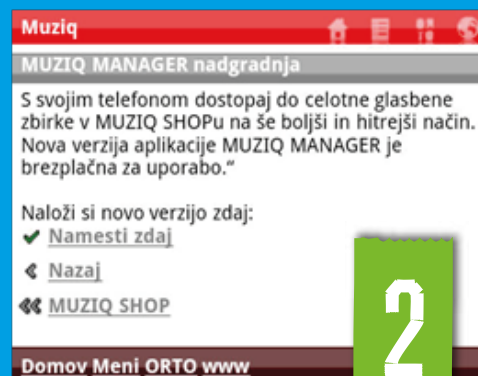 Muziq
MUZIQ MANAGER nadgradnja
S svojim telefonom dostopaj do celotne glasbene
zbirke v MUZIQ SHOPu na še boljši in hitrejši način.
Nova verzija aplikacije MUZIQ MANAGER je
brezplačna za uporabo.“
Naloži si novo verzijo zdaj:
Namesti zdaj
Nazaj
MUZIQ SHOP
2
Domov Meni ORTO www